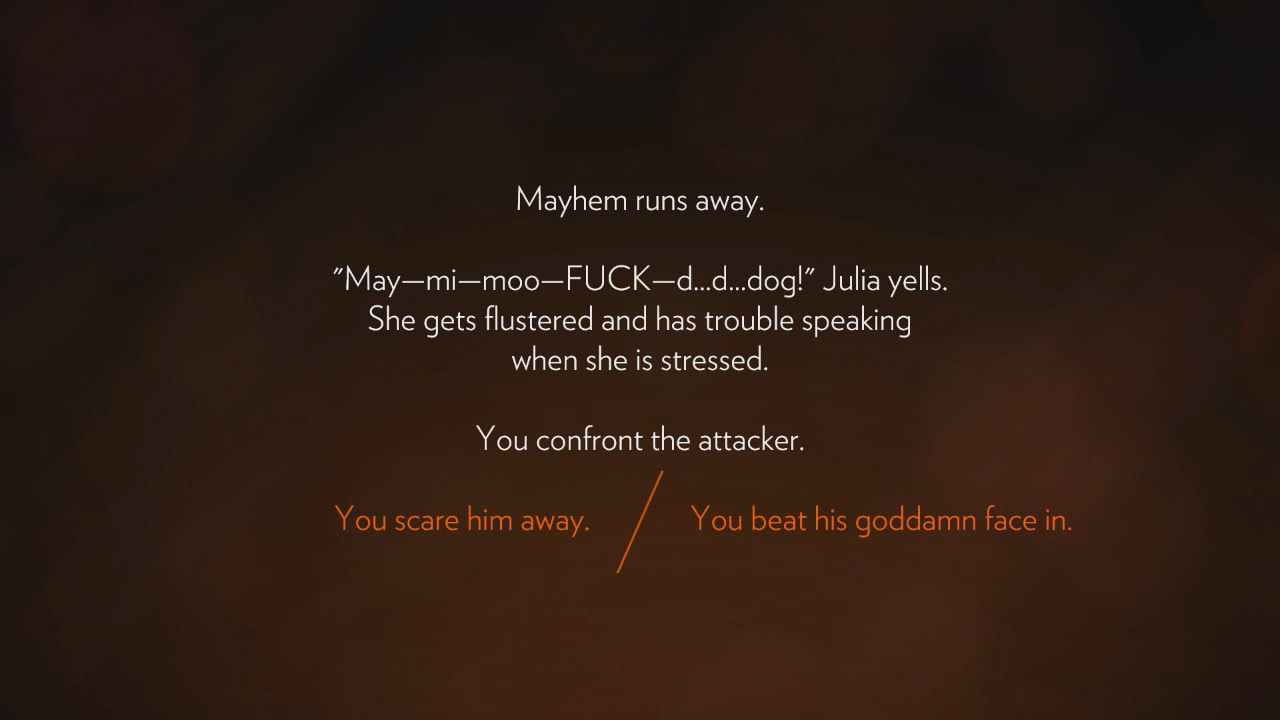 Mayhem runs away.
"May—mi—moo—FUCK—d...d...dog!" Julia yells.
She gets flustered and has trouble speaking
when she is stressed.
You confront the attacker.
You scare him away. / You beat his goddamn face in.